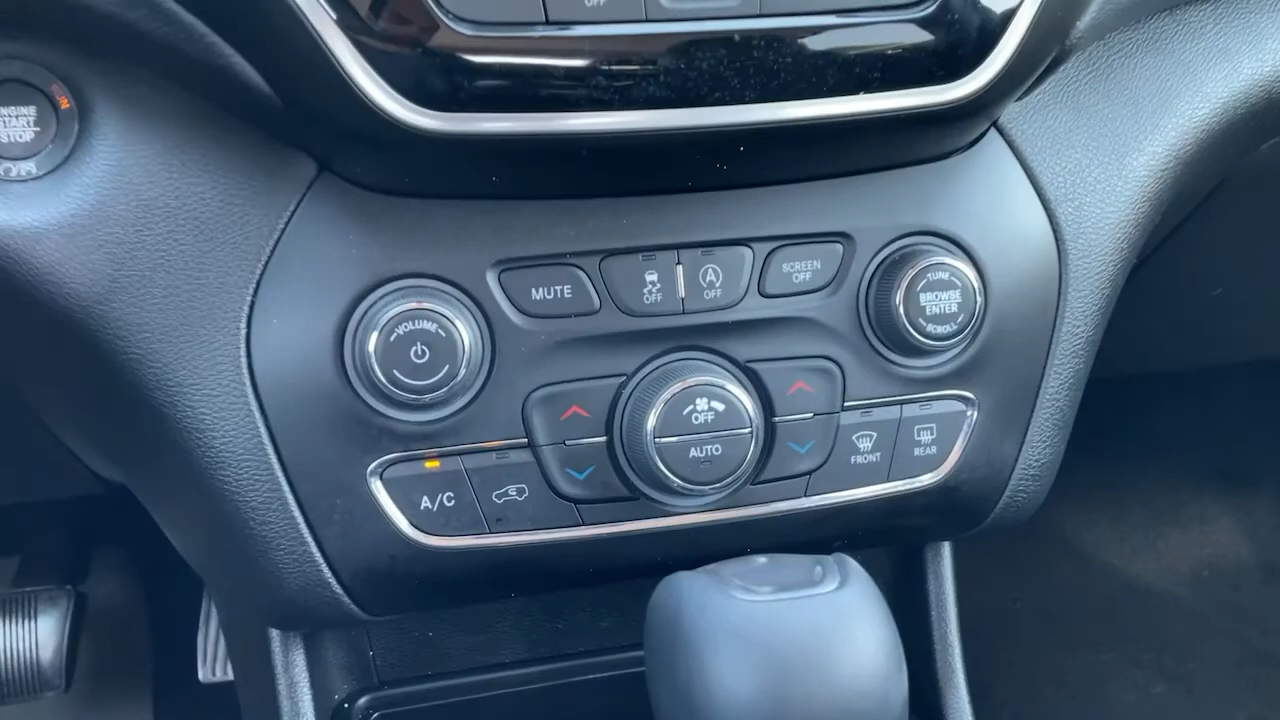 OFF
ENGINE
START
STOP
MUTE
OFF
A
OFF
SCREEN
OFF
VOLUME
TUNE
BROWSE
ENTER
SCROLL
OFF
AUTO
A/C
FRONT
REAR